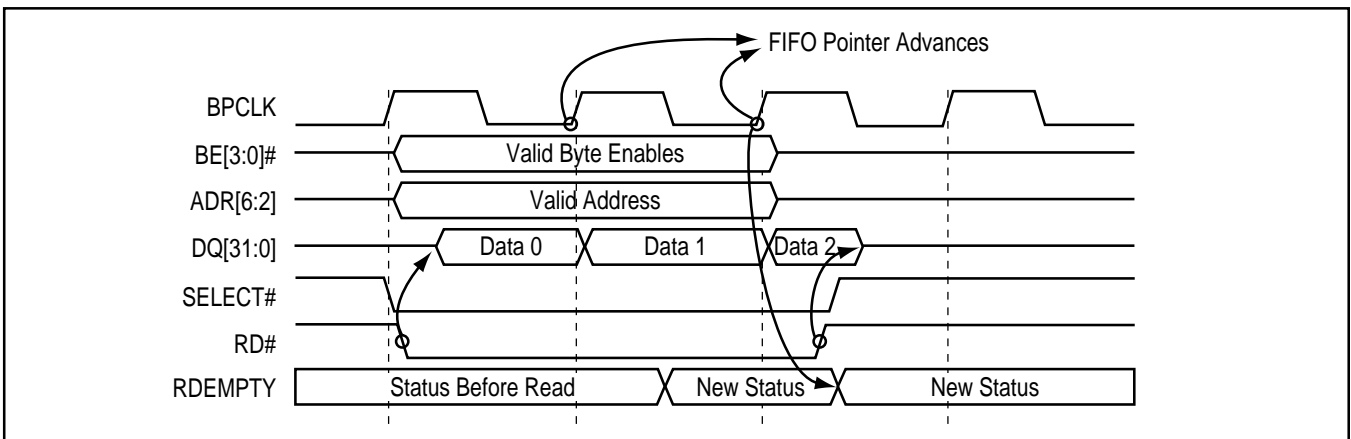 FIFO Pointer Advances
BPCLK
BE[3:0]# Valid Byte Enables
ADR[6:2] Valid Address
DQ[31:0] Data 0 Data 1 Data 2
SELECT#
RD#
RDEMPTY Status Before Read New Status New Status